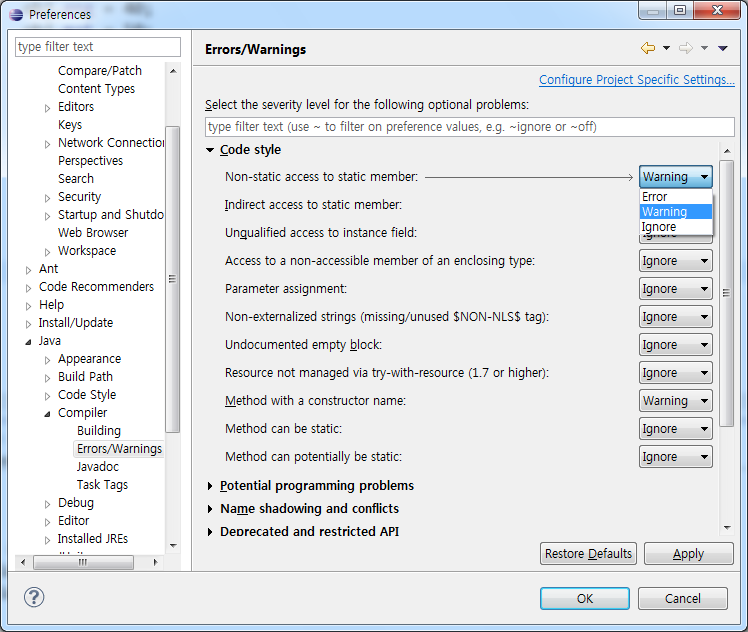 Preferences
type filter text
Compare/Patch
Content Types
Editors
Keys
Network Connection
Perspectives
Search
Security
Startup and Shutdo
Web Browser
Workspace
Ant
Code Recommenders
Help
Install/Update
Java
Appearance
Build Path
Code Style
Compiler
Building
Errors/Warnings
Javadoc
Task Tags
Debug
Editor
Installed JREs
Errors/Warnings
Configure Project Specific Settings...
Select the severity level for the following optional problems:
type filter text (use ~ to filter on preference values, e.g. ~ignore or ~off)
Code style
Non-static access to static member: Warning
Error
Warning
Ignore
Indirect access to static member:
Unqualified access to instance field:
Access to a non-accessible member of an enclosing type: Ignore
Parameter assignment: Ignore
Non-externalized strings (missing/unused $NON-NLS$ tag): Ignore
Undocumented empty block: Ignore
Resource not managed via try-with-resource (1.7 or higher): Ignore
Method with a constructor name: Warning
Method can be static: Ignore
Method can potentially be static: Ignore
Potential programming problems
Name shadowing and conflicts
Deprecated and restricted API
Restore Defaults Apply
? OK Cancel